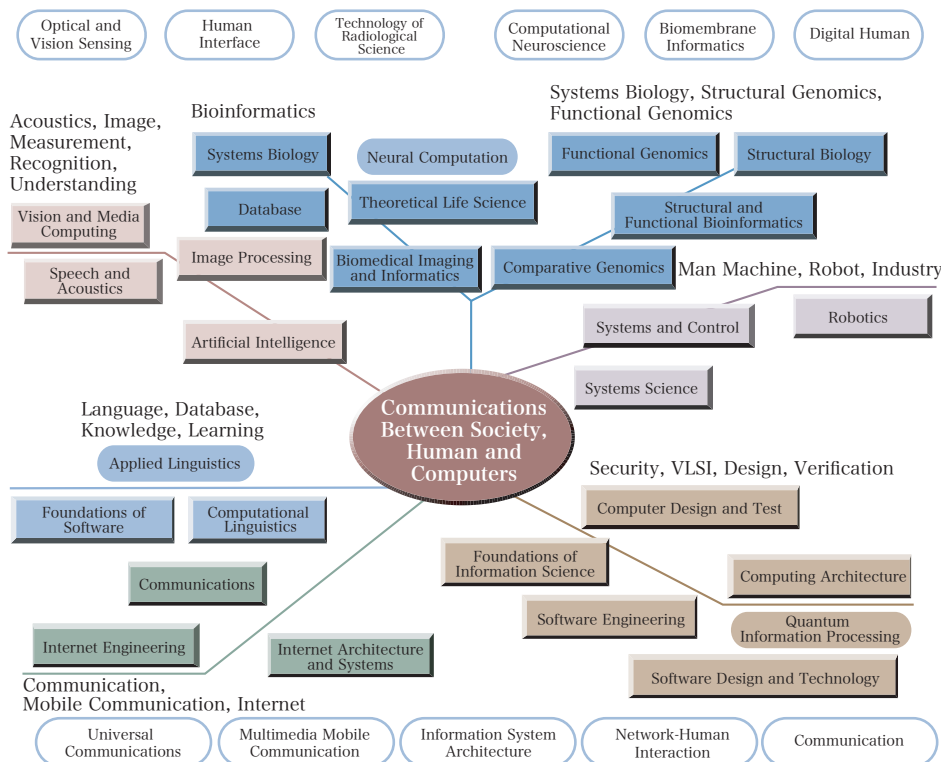 Optical and
Vision Sensing
Human
Interface
Technology of
Radiological
Science
Computational
Neuroscience
Biomembrane
Informatics
Digital Human
Acoustics, Image,
Measurement,
Recognition,
Understanding
Vision and Media
Computing
Speech and
Acoustics
Image Processing
Artificial Intelligence
Bioinformatics
Systems Biology
Database
Neural Computation
Theoretical Life Science
Biomedical Imaging
and Informatics
Systems Biology, Structural Genomics,
Functional Genomics
Functional Genomics
Structural Biology
Structural and
Functional Bioinformatics
Comparative Genomics
Man Machine, Robot, Industry
Systems and Control
Robotics
Systems Science
Communications
Between Society,
Human and
Computers
Language, Database,
Knowledge, Learning
Applied Linguistics
Foundations of
Software
Computational
Linguistics
Security, VLSI, Design, Verification
Computer Design and Test
Foundations of
Information Science
Computing Architecture
Software Engineering
Quantum
Information Processing
Software Design and Technology
Communications
Internet Engineering
Internet Architecture
and Systems
Communication,
Mobile Communication, Internet
Universal
Communications
Multimedia Mobile
Communication
Information System
Architecture
Network-Human
Interaction
Communication